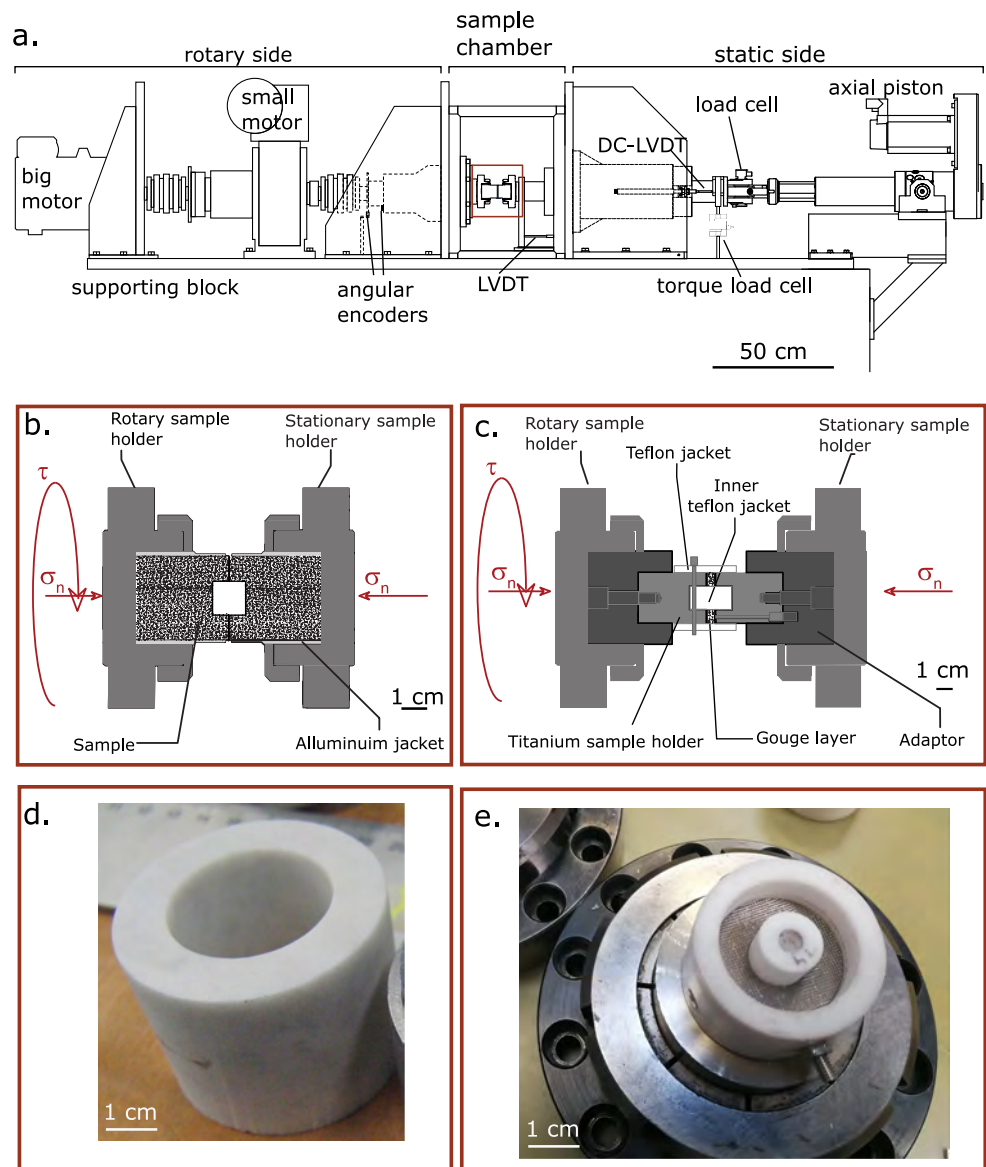 a.
rotary side
sample
chamber
static side
small
motor
big
motor
axial piston
load cell
DC-LVDT
supporting block
angular
encoders
LVDT
torque load cell
50 cm
b.
Rotary sample
holder
Stationary sample
holder
τ
σn
σn
1 cm
Sample
Alluminuim jacket
c.
Rotary sample
holder
Teflon jacket
Inner
teflon jacket
Stationary sample
holder
τ
σn
σn
1 cm
Titanium sample holder
Gouge layer
Adaptor
d.
1 cm
e.
1 cm